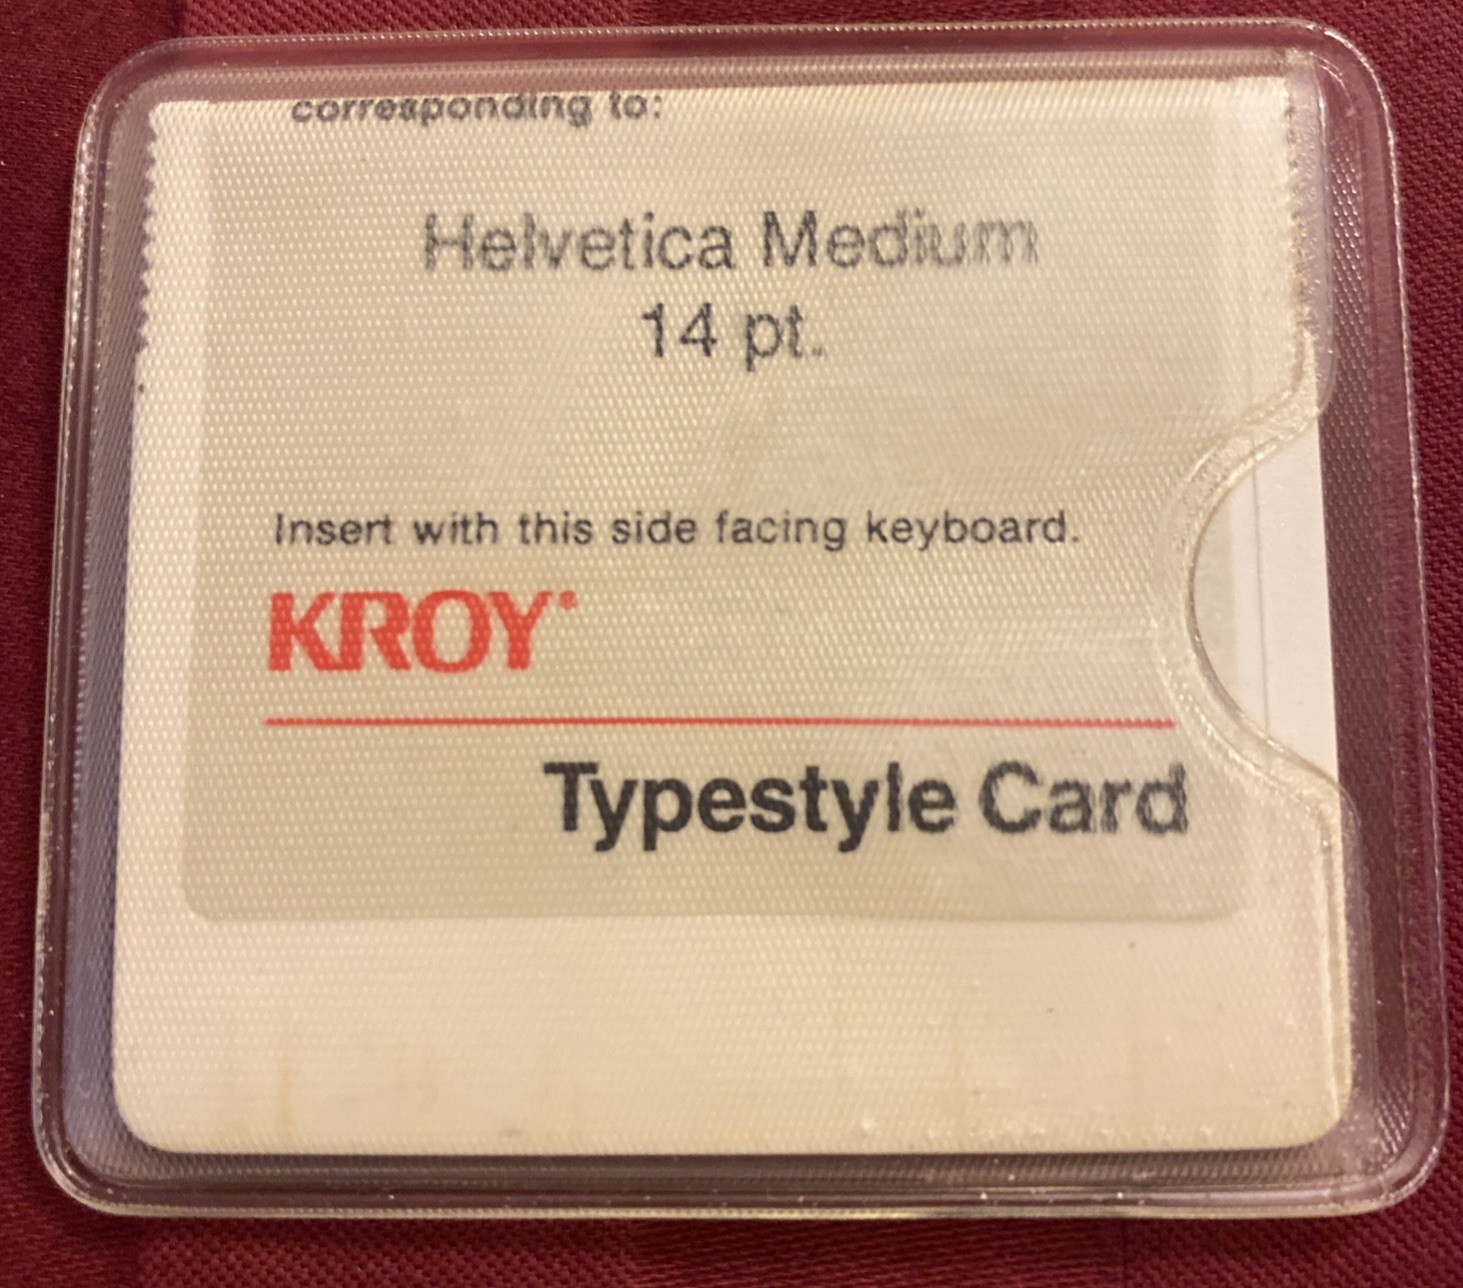 corresponding to:
Helvetica Medium
14 pt.
Insert with this side facing keyboard.
KROY®
Typestyle Card